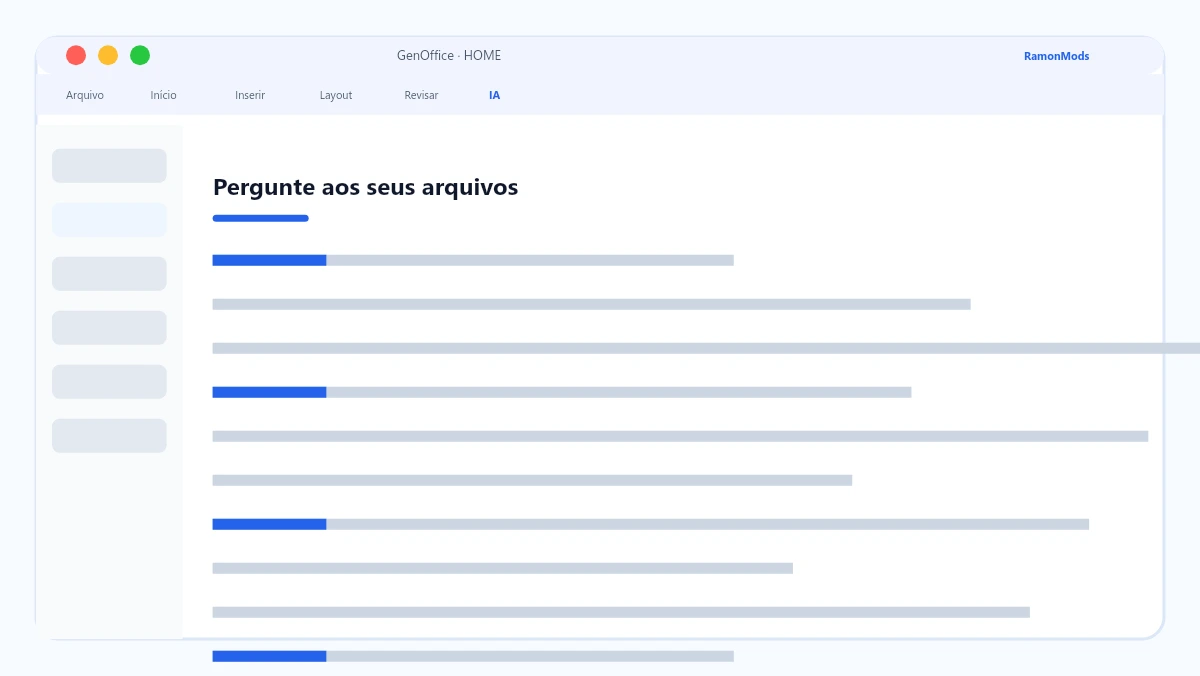 GenOffice · HOME
RamonMods
Arquivo Início Inserir Layout Revisar IA
Pergunte aos seus arquivos